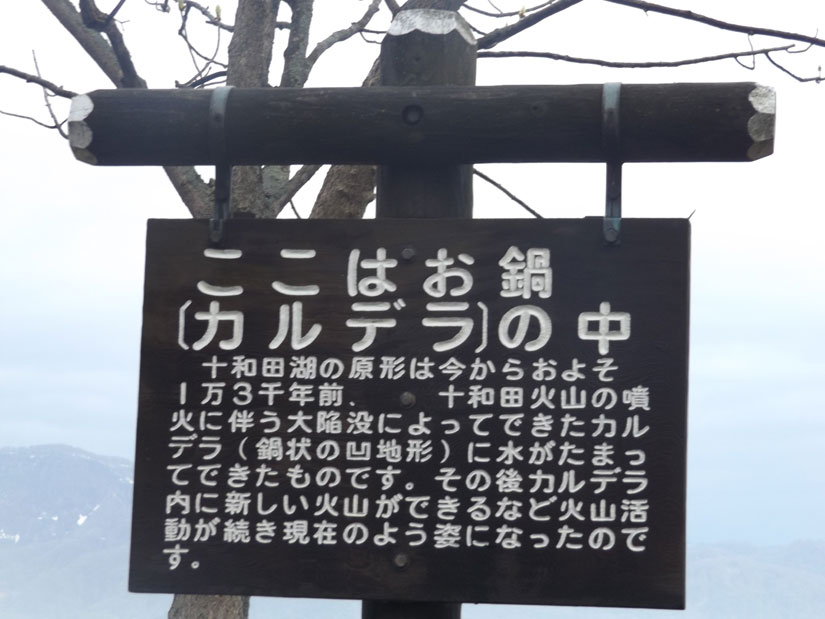 ここはお鍋
(カルデラ)の中
十和田湖の原形は今からおよそ
1万3千年前、 十和田火山の噴
火に伴う大陥没によってできたカル
デラ(鍋状の凹地形)に水がたまっ
てできたものです。その後カルデラ
内に新しい火山ができるなど火山活
動が続き現在のよう姿になったので
す。